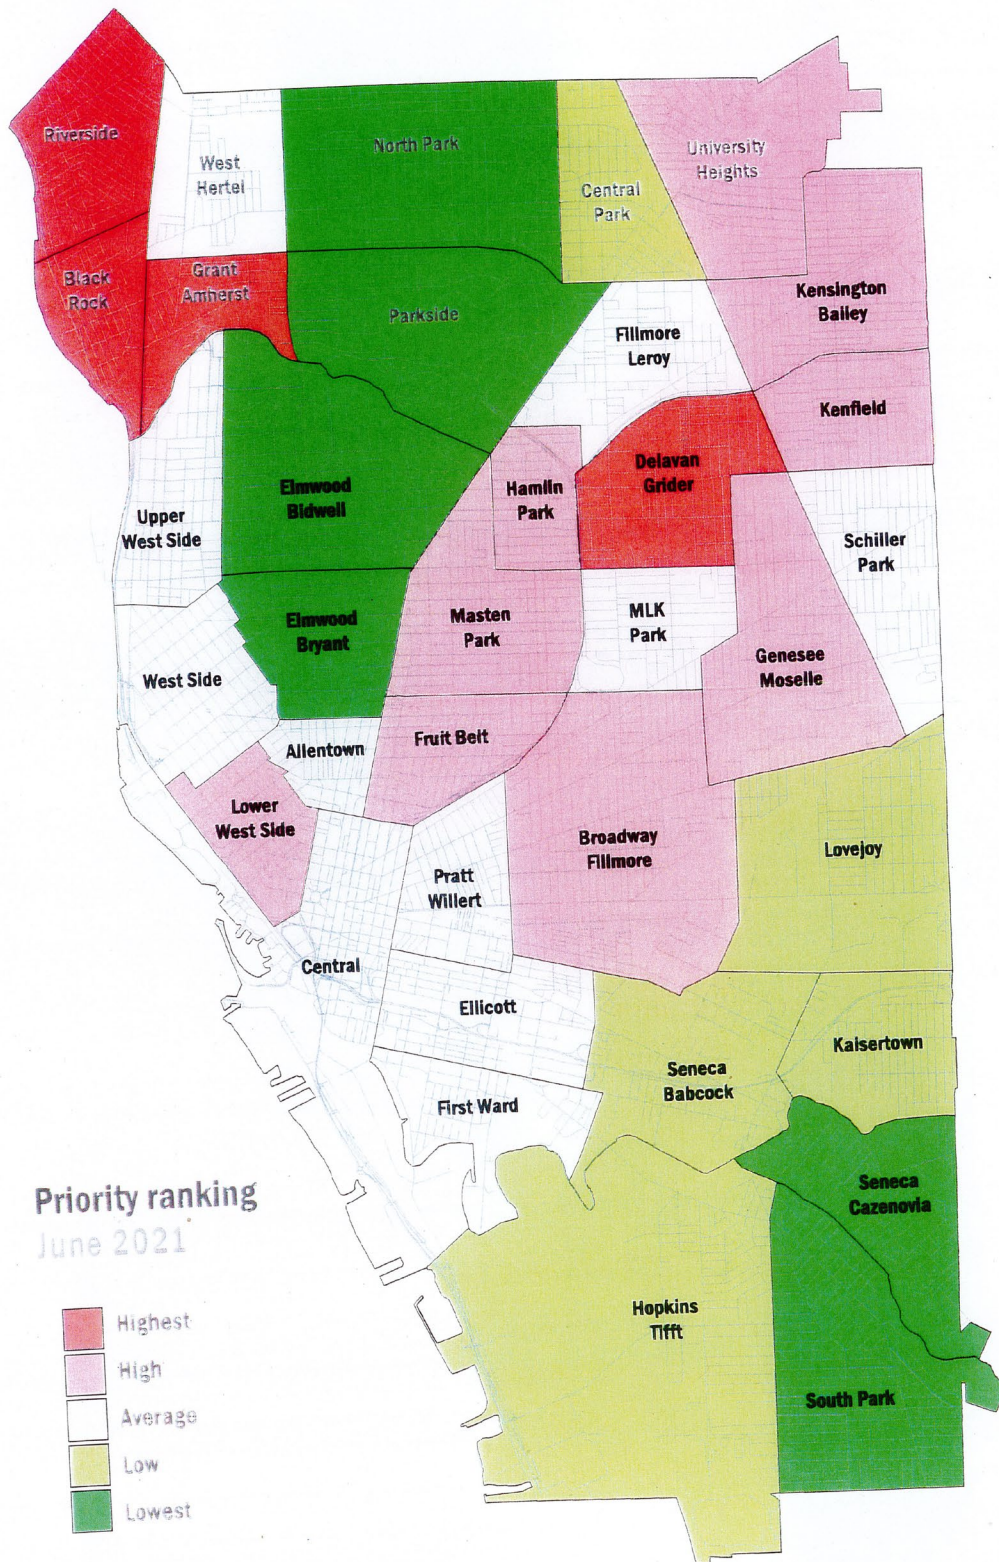 Riverside
West
Hertel
North Park
Central
Park
University
Heights
Black
Rock
Grant
Amherst
Parkside
Fillmore
Leroy
Kensington
Bailey
Kenfield
Delavan
Grider
Hamlin
Park
Elmwood
Bidwell
Upper
West Side
Schiller
Park
Elmwood
Bryant
Masten
Park
MLK
Park
Genesee
Moselle
West Side
Allentown
Fruit Belt
Lower
West Side
Broadway
Fillmore
Lovejoy
Pratt
Willert
Central
Ellicott
Seneca
Babcock
Kaisertown
First Ward
Seneca
Cazenovia
Hopkins
Tifft
South Park
Priority ranking
June 2021
Highest
High
Average
Low
Lowest